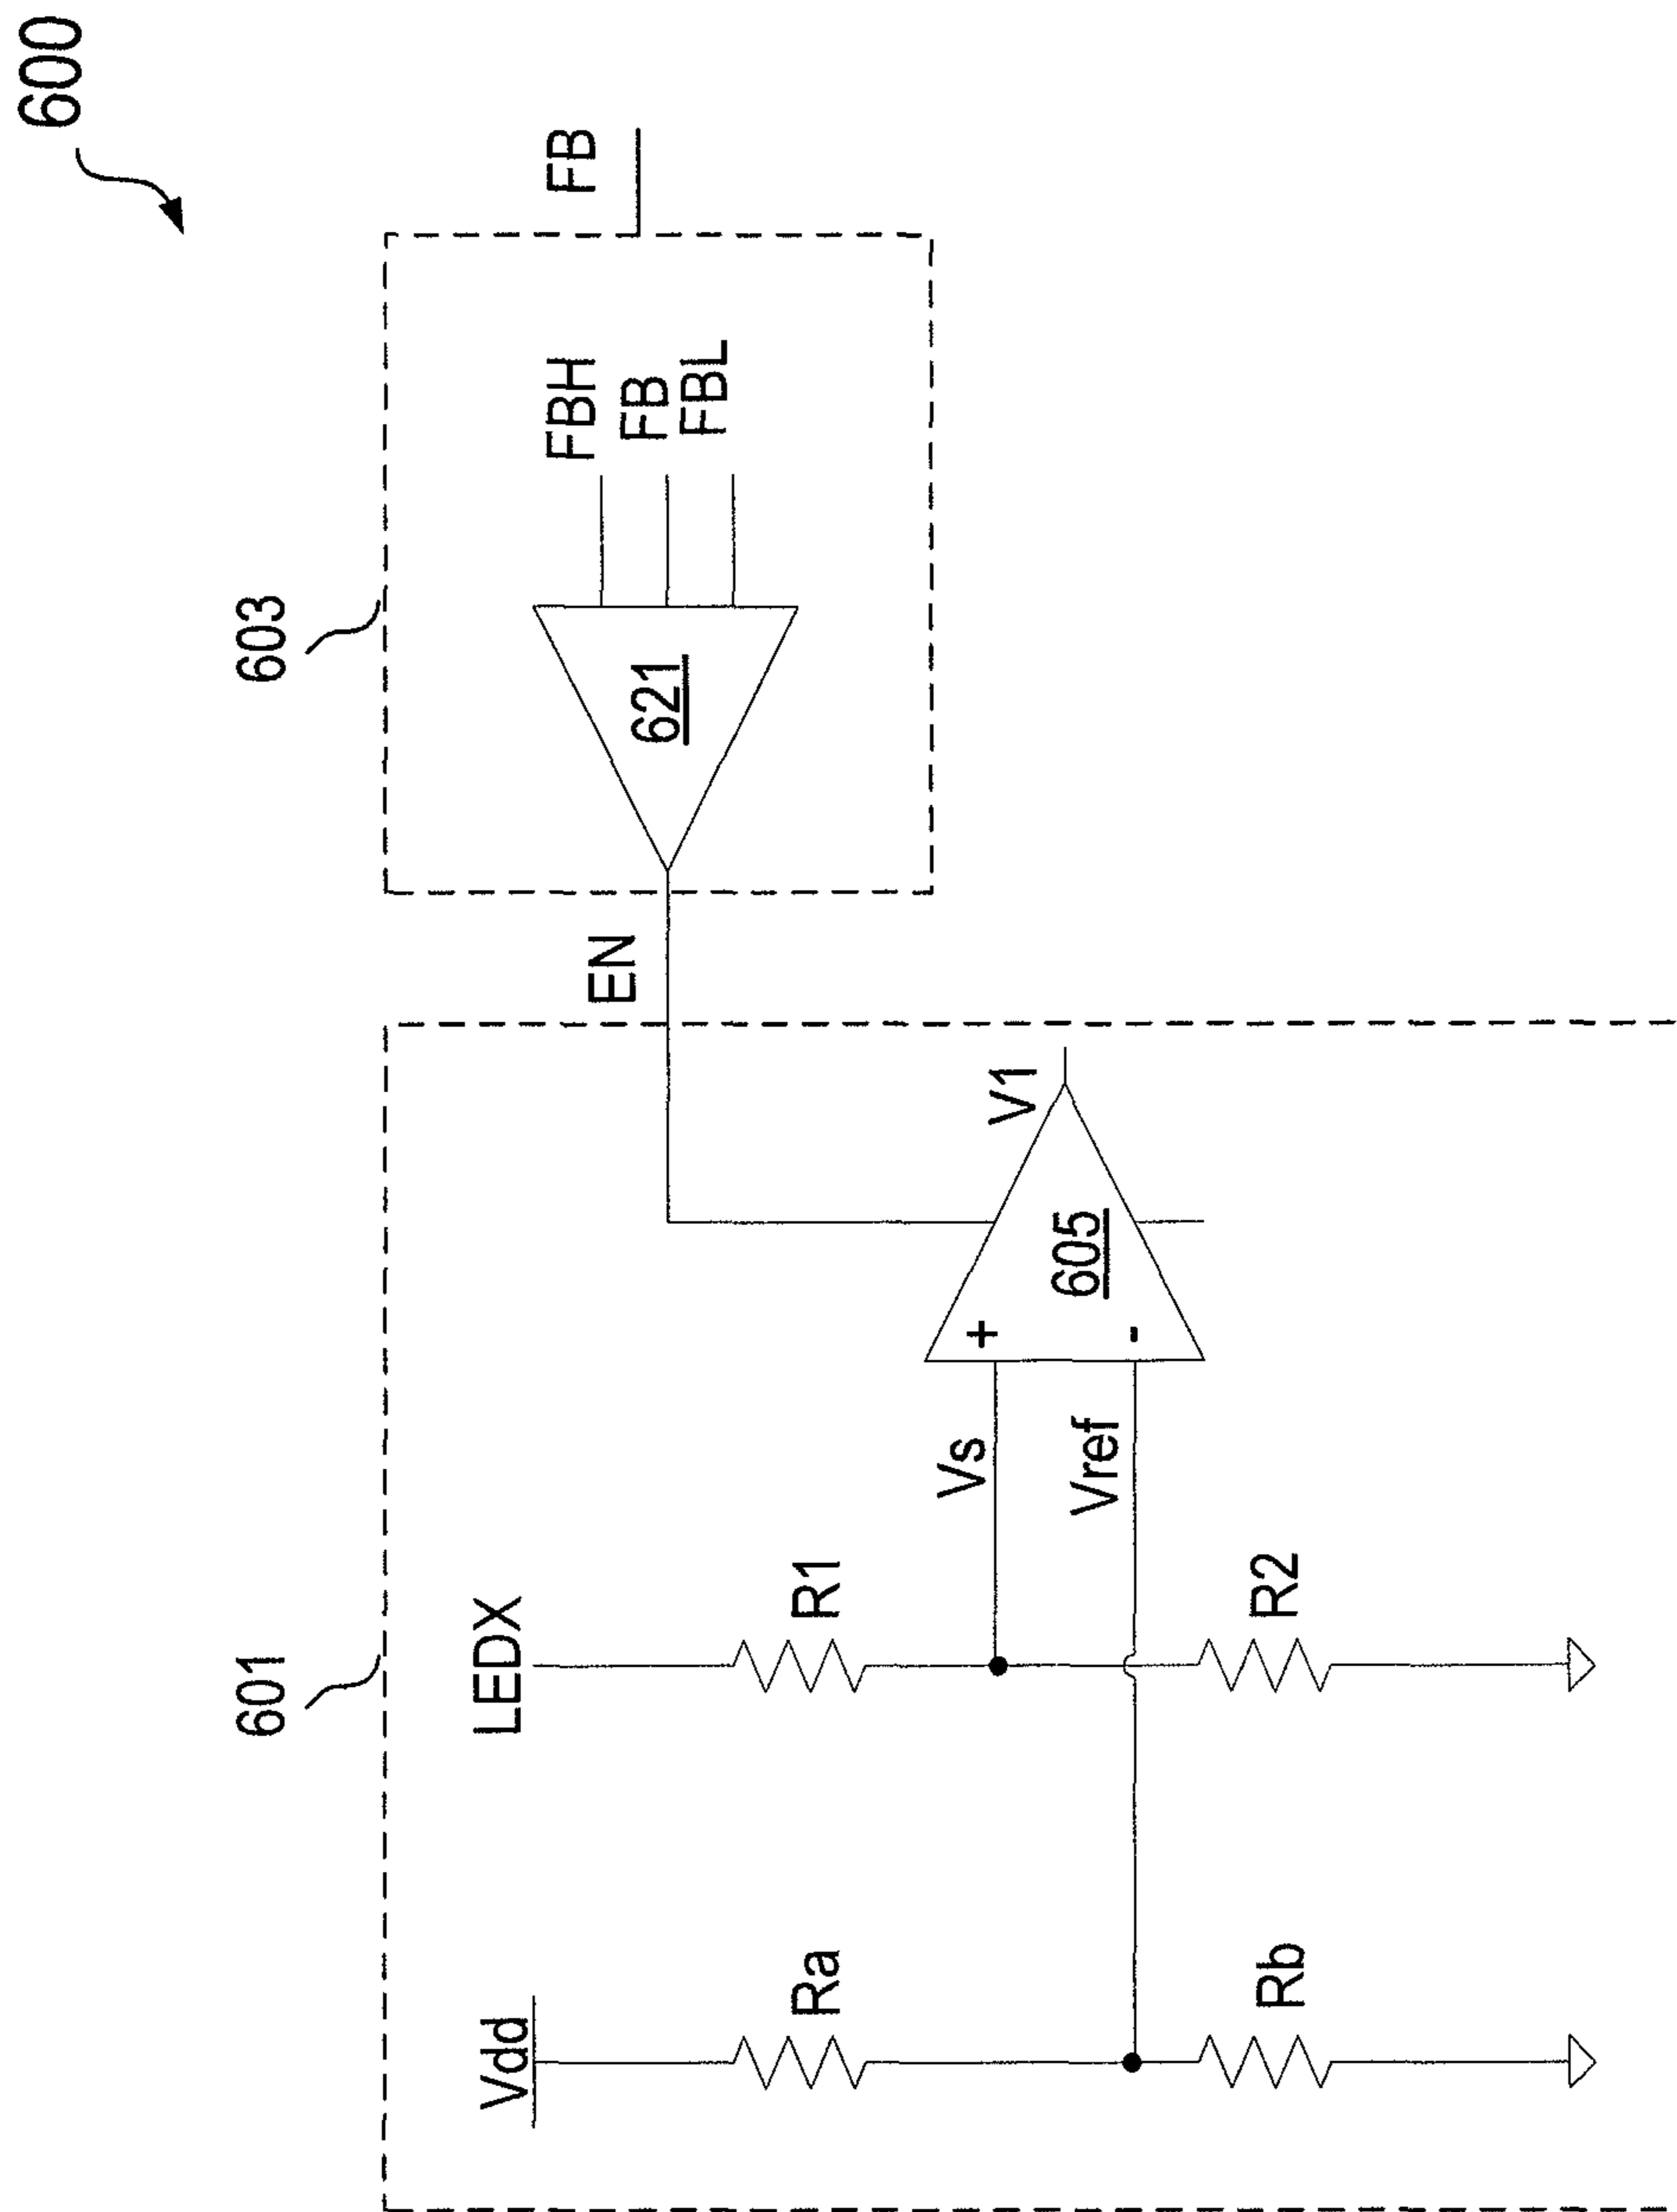 600
603
FB
FBH
FB
FBL
621
EN
601
V1
605
+
-
Vs
Vref
LEDX
R1
R2
Vdd
Ra
Rb